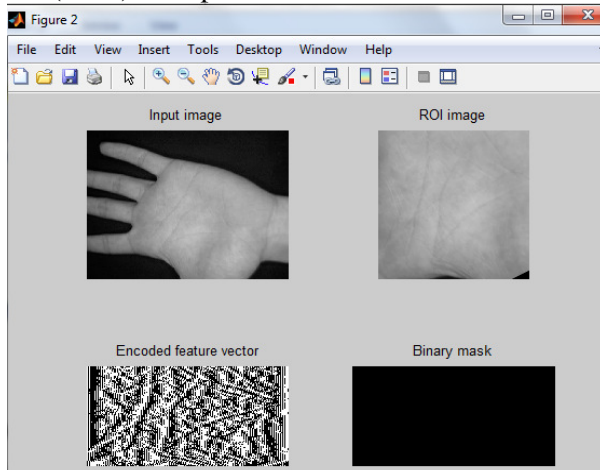 Figure 2
File Edit View Insert Tools Desktop Window Help
Input image
ROI image
Encoded feature vector
Binary mask